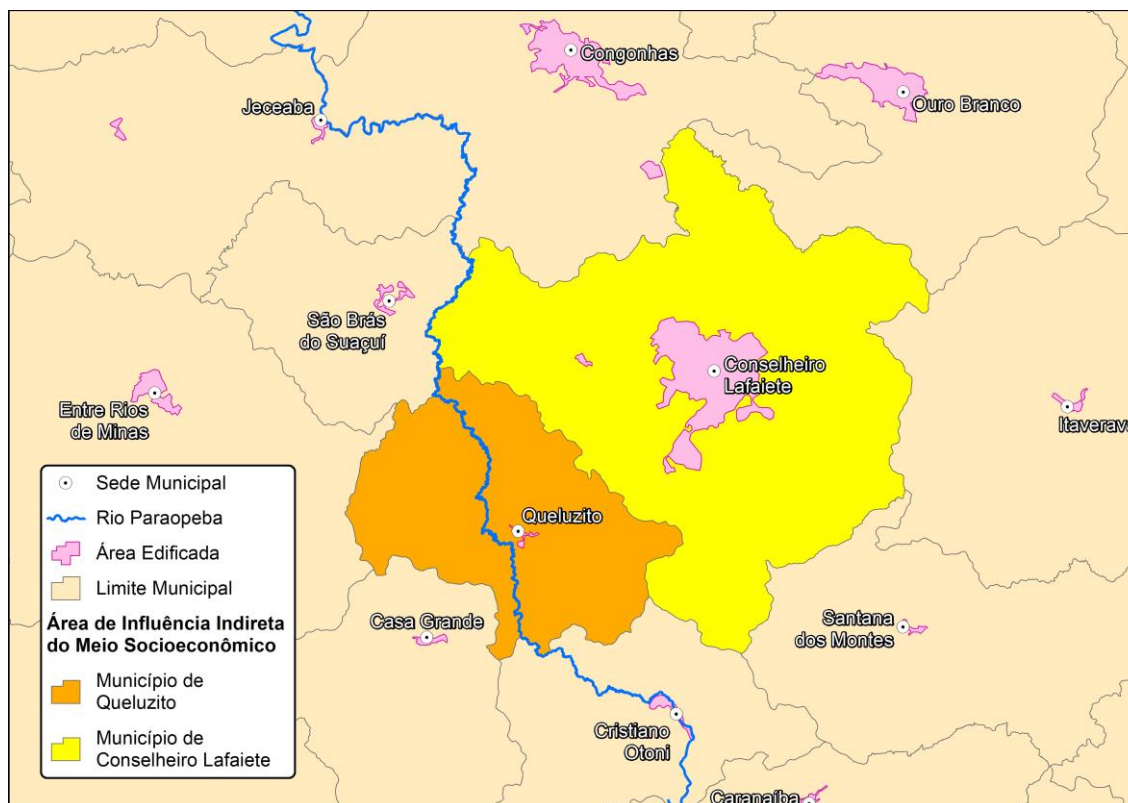 Congonhas
Ouro Branco
Jeceaba
São Brás
do Suaçuí
Conselheiro
Lafaiete
Entre Rios
de Minas
Itaverava
Queluzito
Casa Grande
Santana
dos Montes
Cristiano
Otoni
Caranaíba
Sede Municipal
Rio Paraopeba
Área Edificada
Limite Municipal
Área de Influência Indireta
do Meio Socioeconômico
Município de
Queluzito
Município de
Conselheiro Lafaiete